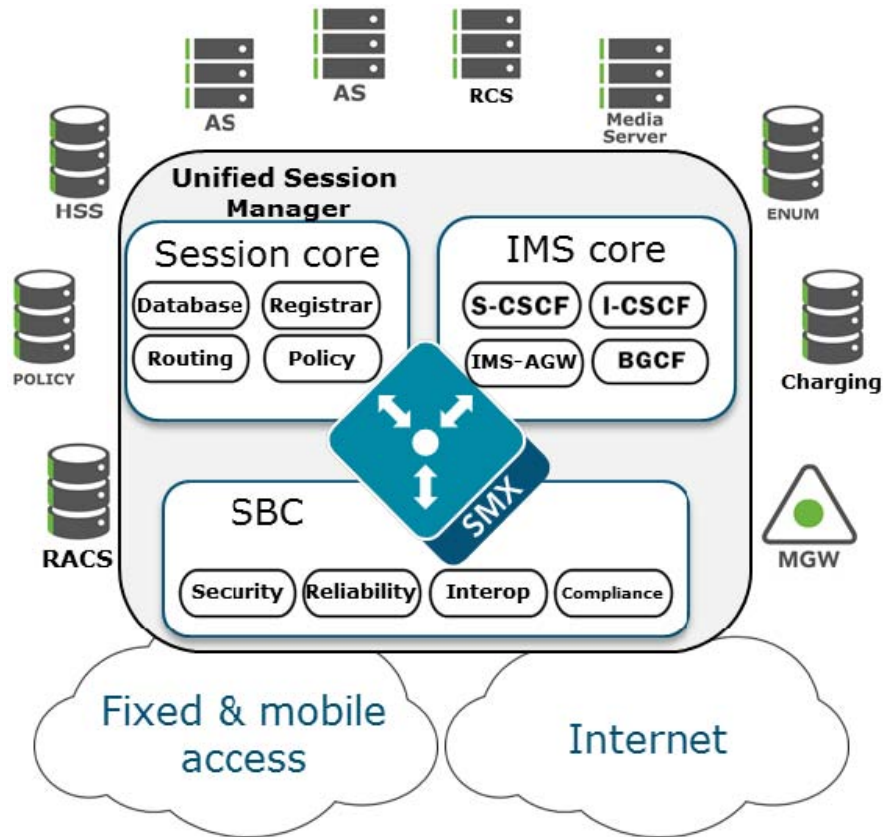 AS
AS
RCS
Media
Server
HSS
ENUM
Unified Session
Manager
Session core
IMS core
Database
Registrar
S-CSCF
I-CSCF
Routing
Policy
IMS-AGW
BGCF
POLICY
Charging
SBC
SMX
RACS
MGW
Security
Reliability
Interop
Compliance
Fixed & mobile
access
Internet